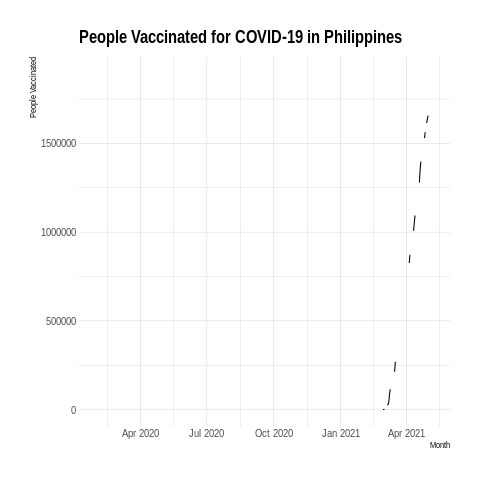 People Vaccinated for COVID-19 in Philippines
People Vaccinated
1500000
1000000
500000
0
Apr 2020 Jul 2020 Oct 2020 Jan 2021 Apr 2021
Month